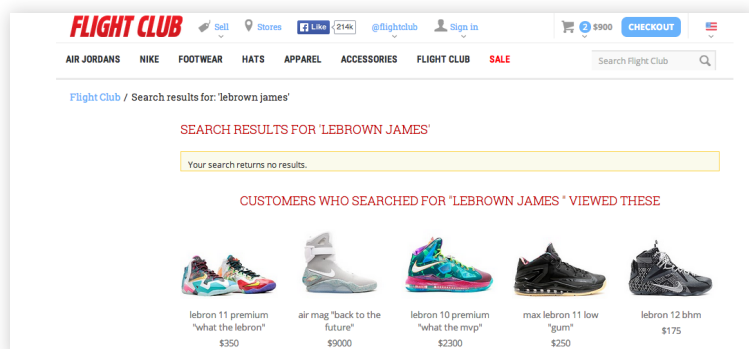 FLIGHT CLUB Sell Stores Like 214k @flightclub Sign in 2 $900 CHECKOUT
AIR JORDANS NIKE FOOTWEAR HATS APPAREL ACCESSORIES FLIGHT CLUB SALE Search Flight Club
Flight Club / Search results for: 'lebrown james'
SEARCH RESULTS FOR 'LEBROWN JAMES'
Your search returns no results.
CUSTOMERS WHO SEARCHED FOR "LEBROWN JAMES " VIEWED THESE
lebron 11 premium
"what the lebron"
$350
air mag "back to the
future"
$9000
lebron 10 premium
"what the mvp"
$2300
max lebron 11 low
"gum"
$250
lebron 12 bhm
$175